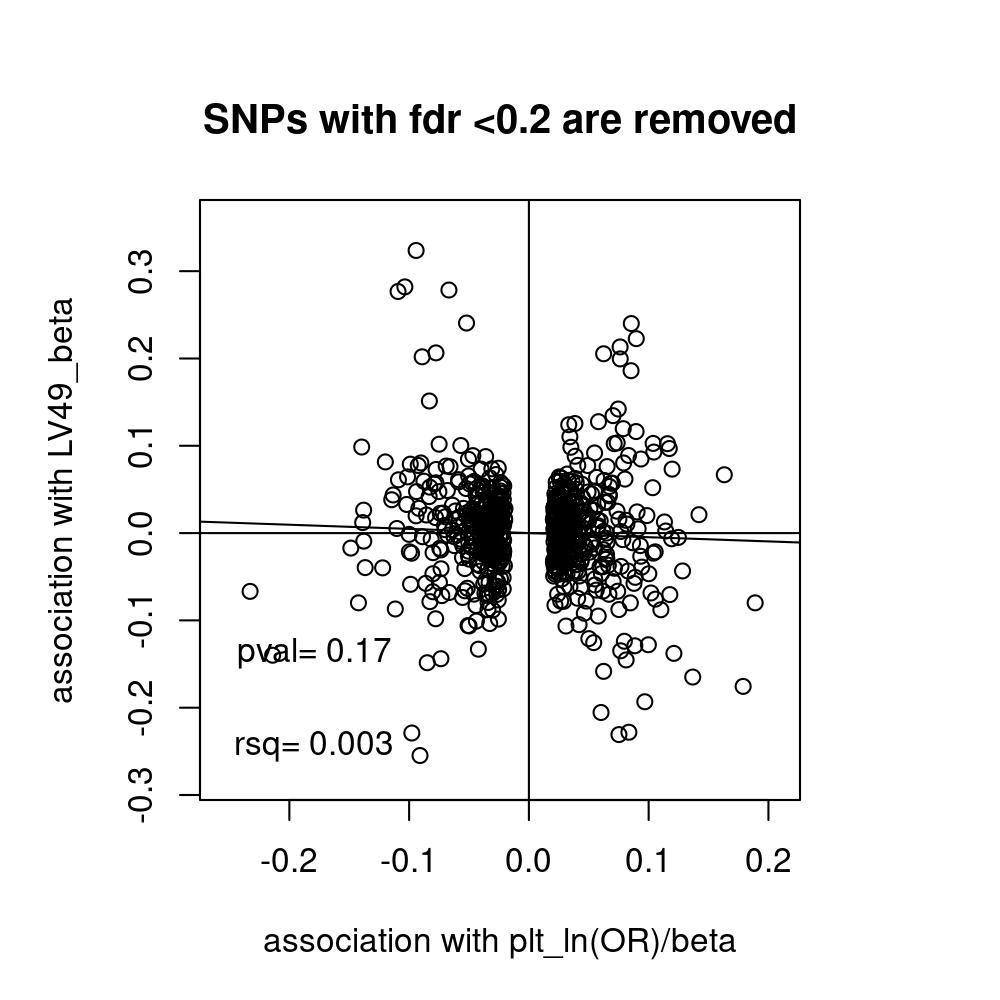 SNPs with fdr <0.2 are removed
association with LV49_beta
0.3
0.2
0.1
0.0
-0.1
-0.2
-0.3
pval= 0.17
rsq= 0.003
-0.2 -0.1 0.0 0.1 0.2
association with plt_ln(OR)/beta